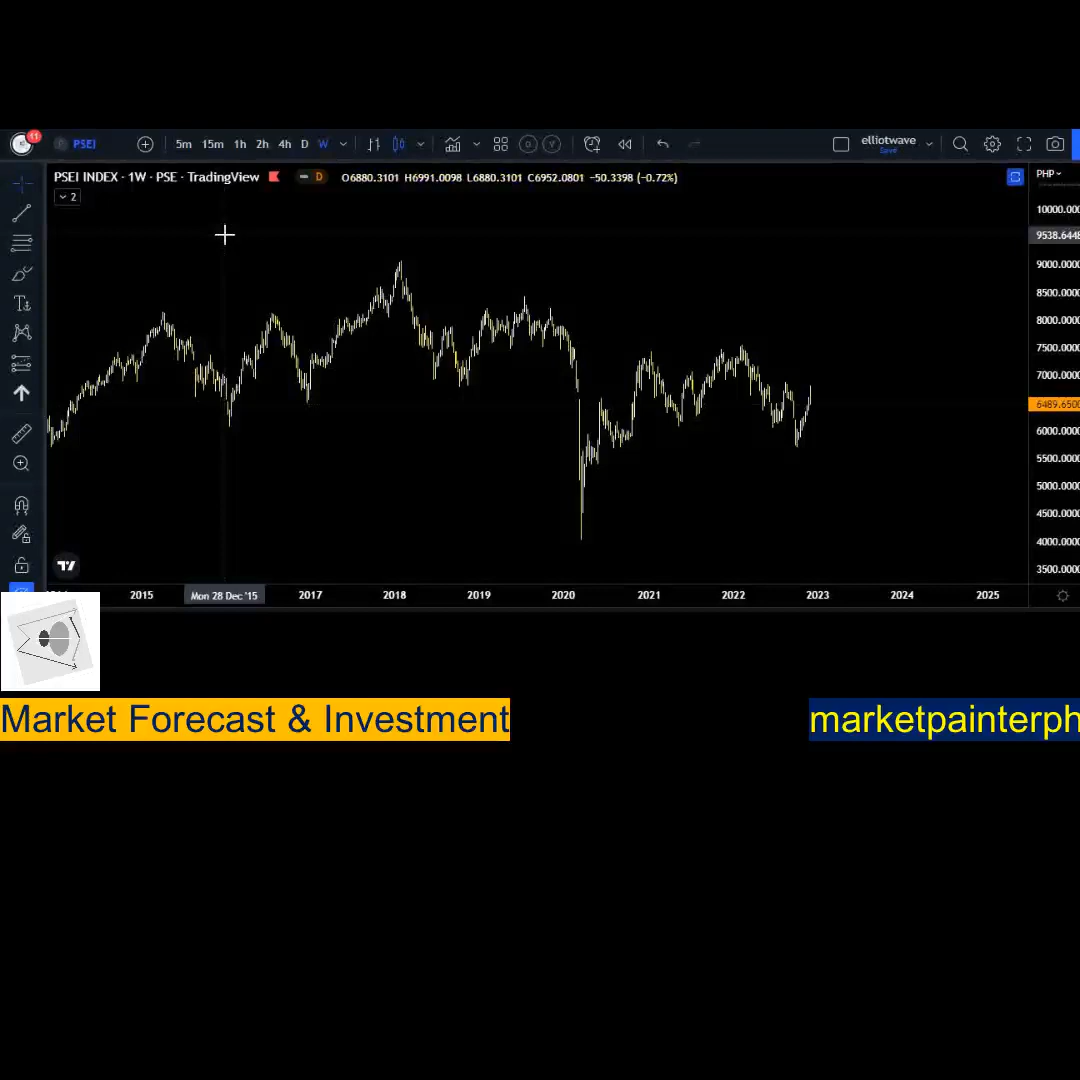 11
PSEI 5m 15m 1h 2h 4h D W elliotwave
Save
PSEI INDEX · 1W · PSE · TradingView D O6880.3101 H6991.0098 L6880.3101 C6952.0801 −50.3398 (−0.72%) PHP
2
10000.000
9538.6448
9000.0000
8500.0000
8000.0000
7500.0000
7000.0000
6489.6500
6000.0000
5500.0000
5000.0000
4500.0000
4000.0000
3500.0000
2015 Mon 28 Dec '15 2017 2018 2019 2020 2021 2022 2023 2024 2025
Market Forecast & Investment
marketpainterph